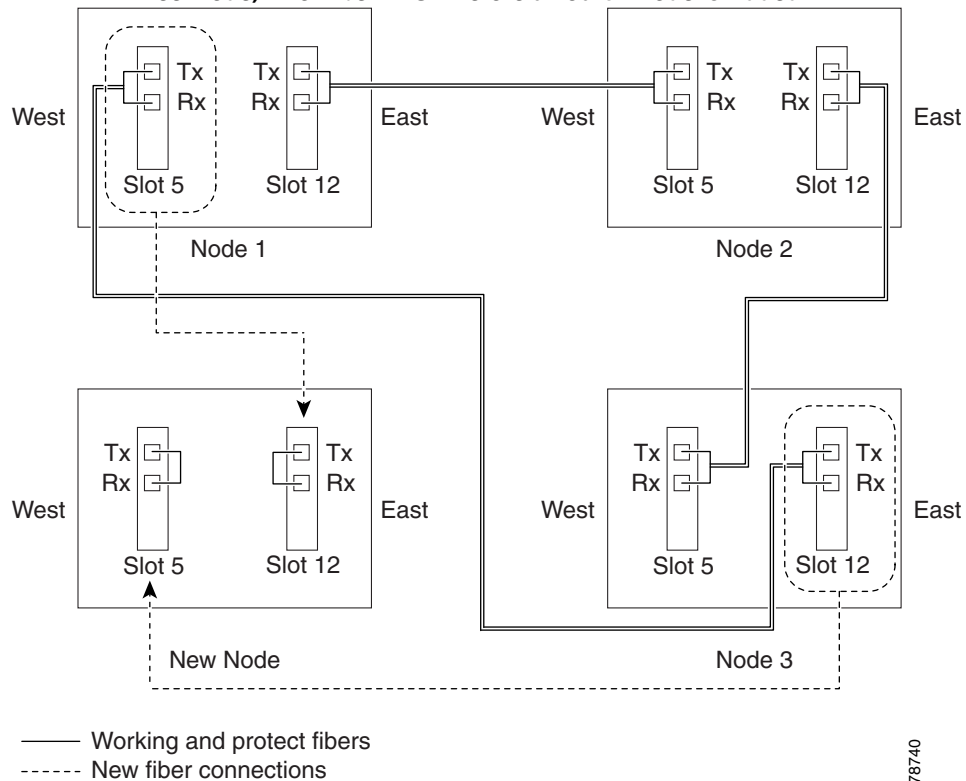 Tx Tx Tx Tx
Rx Rx Rx Rx
West East West East
Slot 5 Slot 12 Slot 5 Slot 12
Node 1 Node 2
Tx Tx Tx Tx
Rx Rx Rx Rx
West East West East
Slot 5 Slot 12 Slot 5 Slot 12
New Node Node 3
Working and protect fibers
New fiber connections
78740